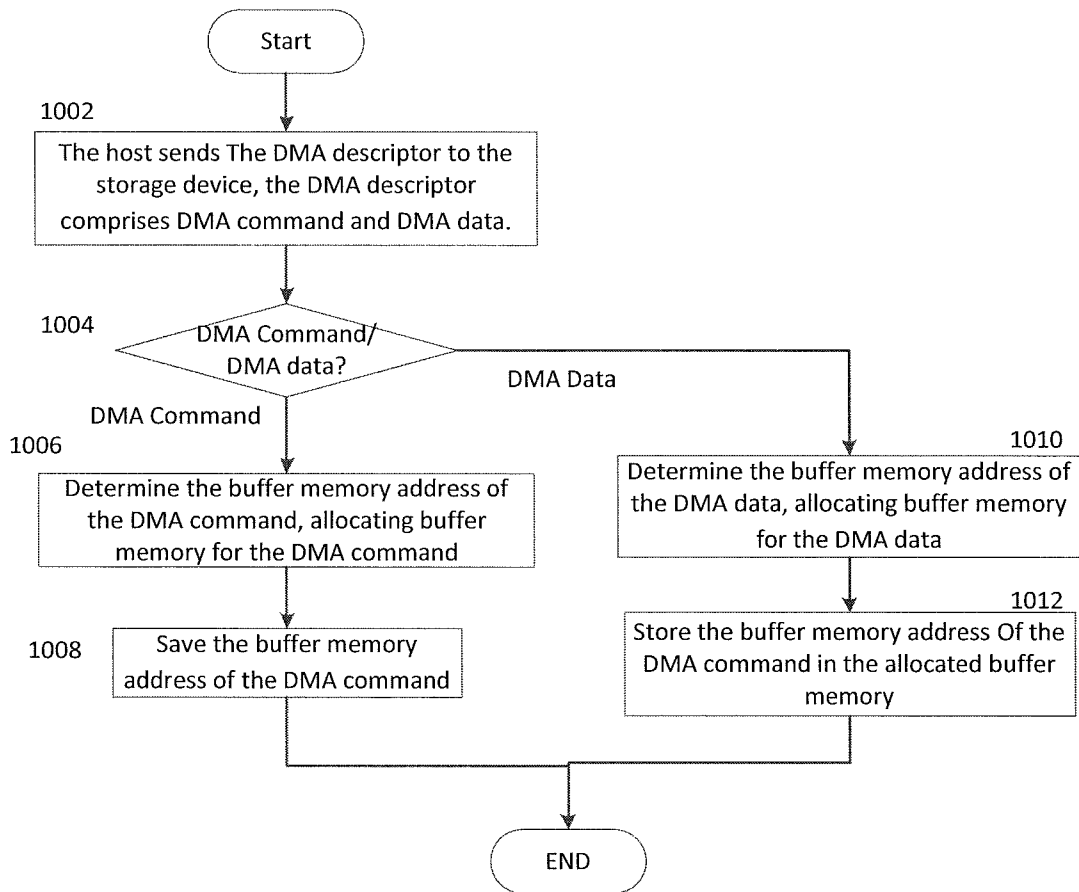 Start
1002
The host sends The DMA descriptor to the
storage device, the DMA descriptor
comprises DMA command and DMA data.
1004
DMA Command/
DMA data?
DMA Data
DMA Command
1006
Determine the buffer memory address of
the DMA command, allocating buffer
memory for the DMA command
1008
Save the buffer memory
address of the DMA command
1010
Determine the buffer memory address of
the DMA data, allocating buffer memory
for the DMA data
1012
Store the buffer memory address Of the
DMA command in the allocated buffer
memory
END